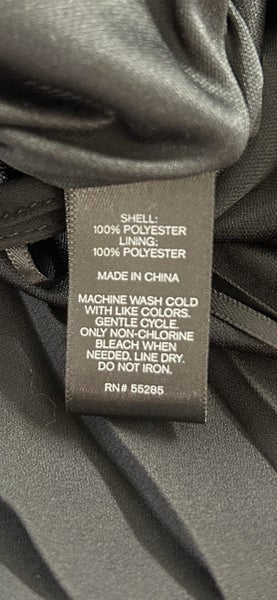 SHELL:
100% POLYESTER
LINING:
100% POLYESTER
MADE IN CHINA
MACHINE WASH COLD
WITH LIKE COLORS.
GENTLE CYCLE.
ONLY NON-CHLORINE
BLEACH WHEN
NEEDED. LINE DRY.
DO NOT IRON.
RN# 55285